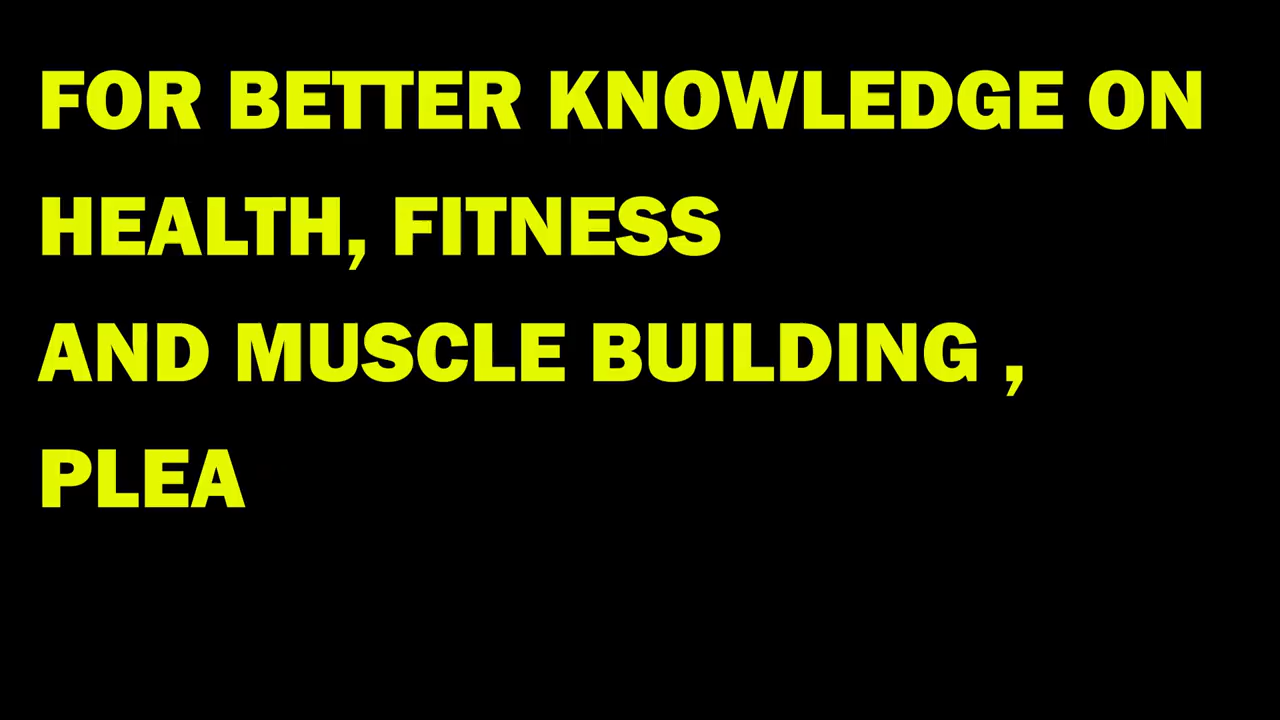 FOR BETTER KNOWLEDGE ON
HEALTH, FITNESS
AND MUSCLE BUILDING ,
PLEA